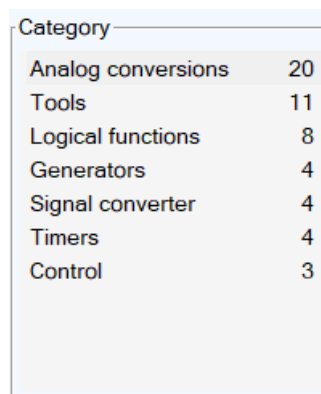 Category
Analog conversions 20
Tools 11
Logical functions 8
Generators 4
Signal converter 4
Timers 4
Control 3